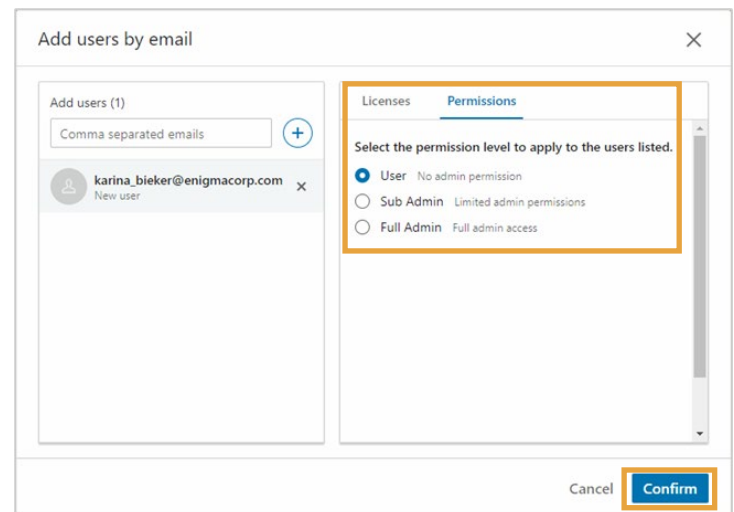 Add users by email
Add users (1)
Comma separated emails
karina_bieker@enigmacorp.com
New user
Licenses Permissions
Select the permission level to apply to the users listed.
User No admin permission
Sub Admin Limited admin permissions
Full Admin Full admin access
Cancel Confirm